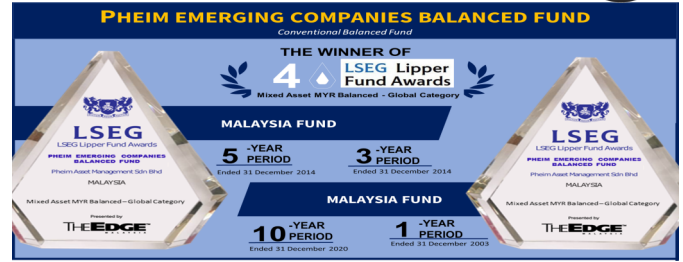 PHEIM EMERGING COMPANIES BALANCED FUND
Conventional Balanced Fund
THE WINNER OF
4 LSEG Lipper
Fund Awards
Mixed Asset MYR Balanced - Global Category
LSEG
LSEG Lipper Fund Awards
PHEIM EMERGING COMPANIES
BALANCED FUND
Pheim Asset Management Sdn Bhd
MALAYSIA
Mixed Asset MYR Balanced—Global Category
Presented by
THEEDGE
MALAYSIA
MALAYSIA FUND
5 -YEAR
PERIOD
Ended 31 December 2014
3 -YEAR
PERIOD
Ended 31 December 2014
MALAYSIA FUND
10 -YEAR
PERIOD
Ended 31 December 2020
1 -YEAR
PERIOD
Ended 31 December 2003
LSEG
LSEG Lipper Fund Awards
PHEIM EMERGING COMPANIES
BALANCED FUND
Pheim Asset Management Sdn Bhd
MALAYSIA
Mixed Asset MYR Balanced—Global Category
Presented by
THEEDGE
MALAYSIA